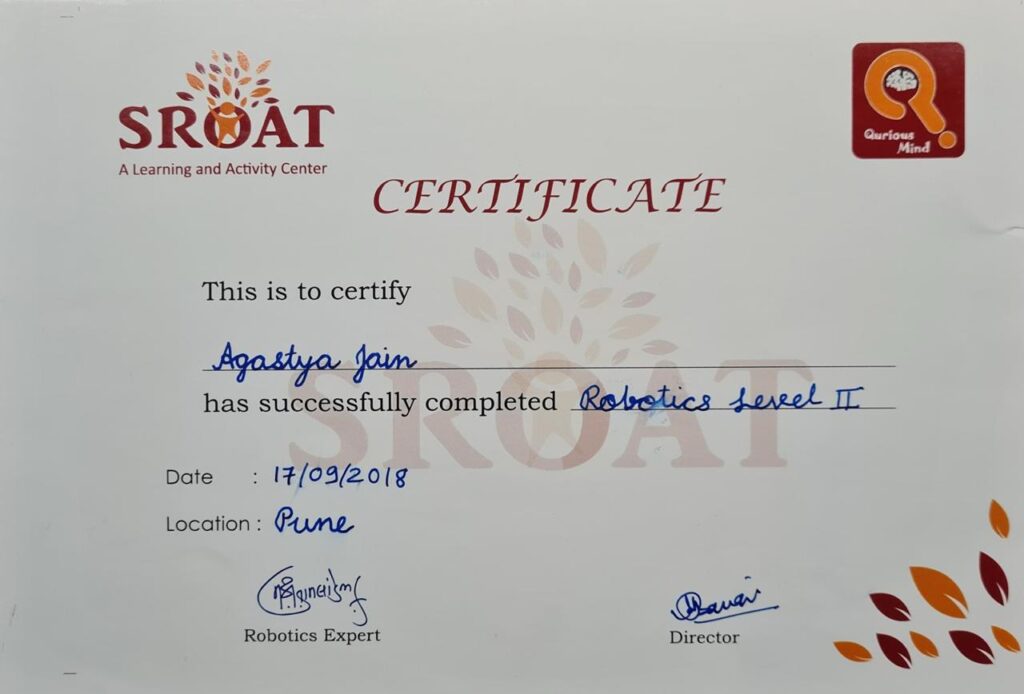 SROAT
A Learning and Activity Center
Qurious
Mind
CERTIFICATE
This is to certify
Agastya Jain
has successfully completed Robotics Level II
SROAT
Date : 17/09/2018
Location : Pune
Robotics Expert
Director